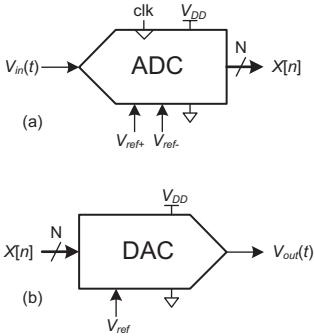 clk V_DD
N
V_in(t) ADC X[n]
(a)
V_ref+ V_ref-
V_DD
N
X[n] DAC V_out(t)
(b)
V_ref